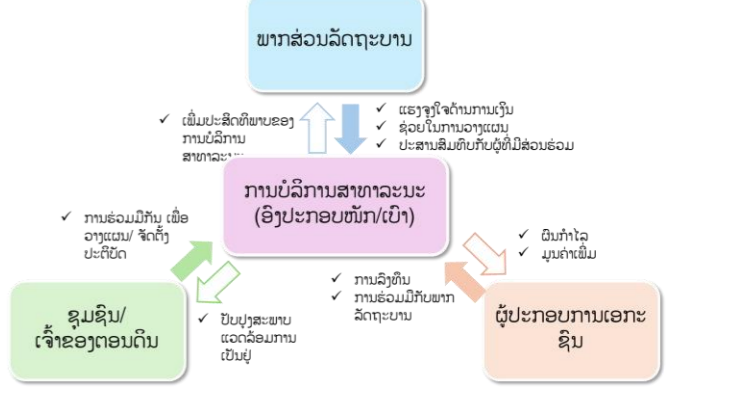 ພາກສ່ວນລັດຖະບານ
✓ ເພີ່ມປະສິດທິພາບຂອງ
ການບໍລິການ
ສາທາລະນະ
✓ ແຮງຈູງໃຈດ້ານການເງິນ
✓ ຊ່ວຍໃນການວາງແຜນ
✓ ປະສານສົມທົບກັບຜູ້ທີ່ມີສ່ວນຮ່ວມ
ການບໍລິການສາທາລະນະ
(ອົງປະກອບໜັກ/ເບົາ)
✓ ການຮ່ວມມືກັນ ເພື່ອ
ວາງແຜນ/ ຈັດຕັ້ງ
ປະຕິບັດ
✓ ຜົນກຳໄລ
✓ ມູນຄ່າເພີ່ມ
✓ ການລົງທຶນ
✓ ການຮ່ວມມືກັບພາກ
ລັດຖະບານ
ຊຸມຊົນ/
ເຈົ້າຂອງຕອນດິນ
✓ ປັບປຸງສະພາບ
ແວດລ້ອມການ
ເປັນຢູ່
ຜູ້ປະກອບການເອກະ
ຊົນ